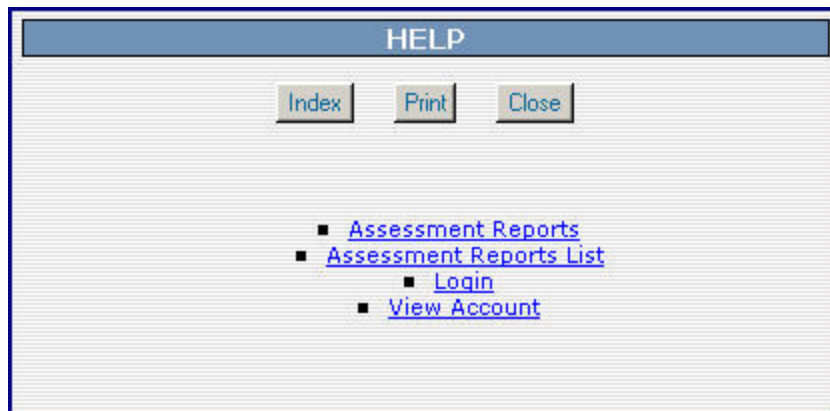 HELP
Index Print Close
Assessment Reports
Assessment Reports List
Login
View Account